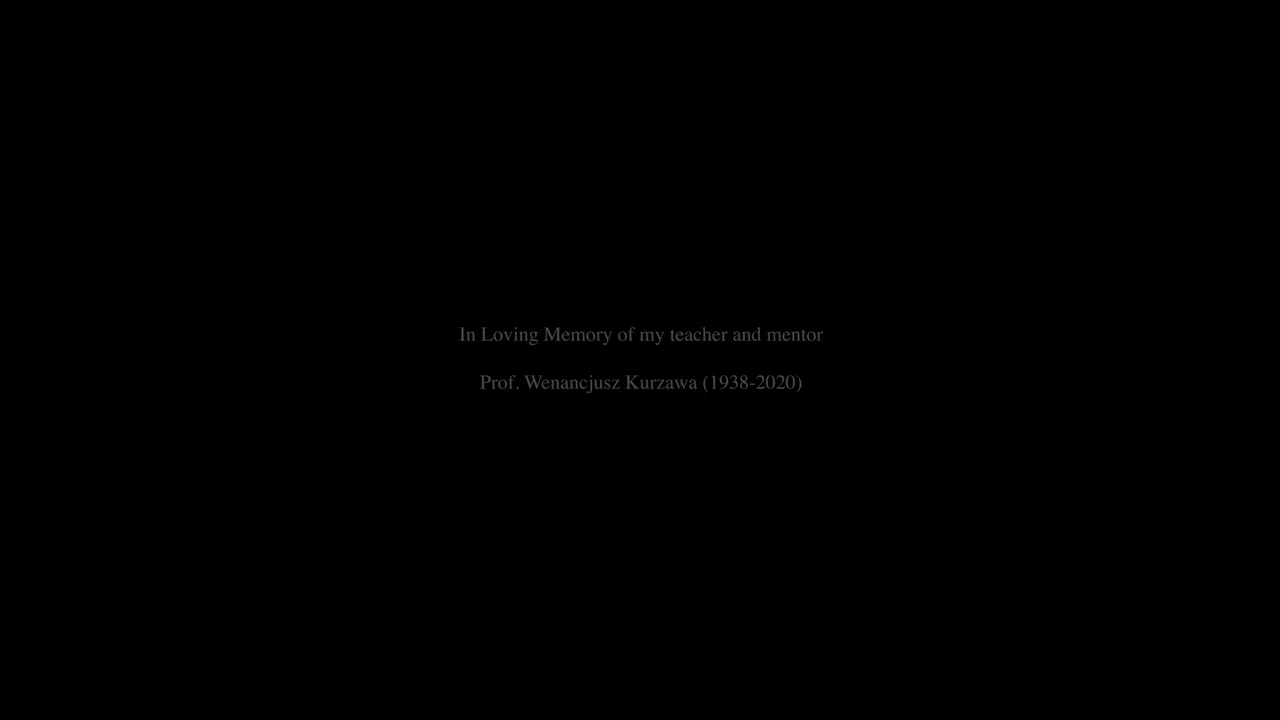 In Loving Memory of my teacher and mentor
Prof. Wenancjusz Kurzawa (1938-2020)